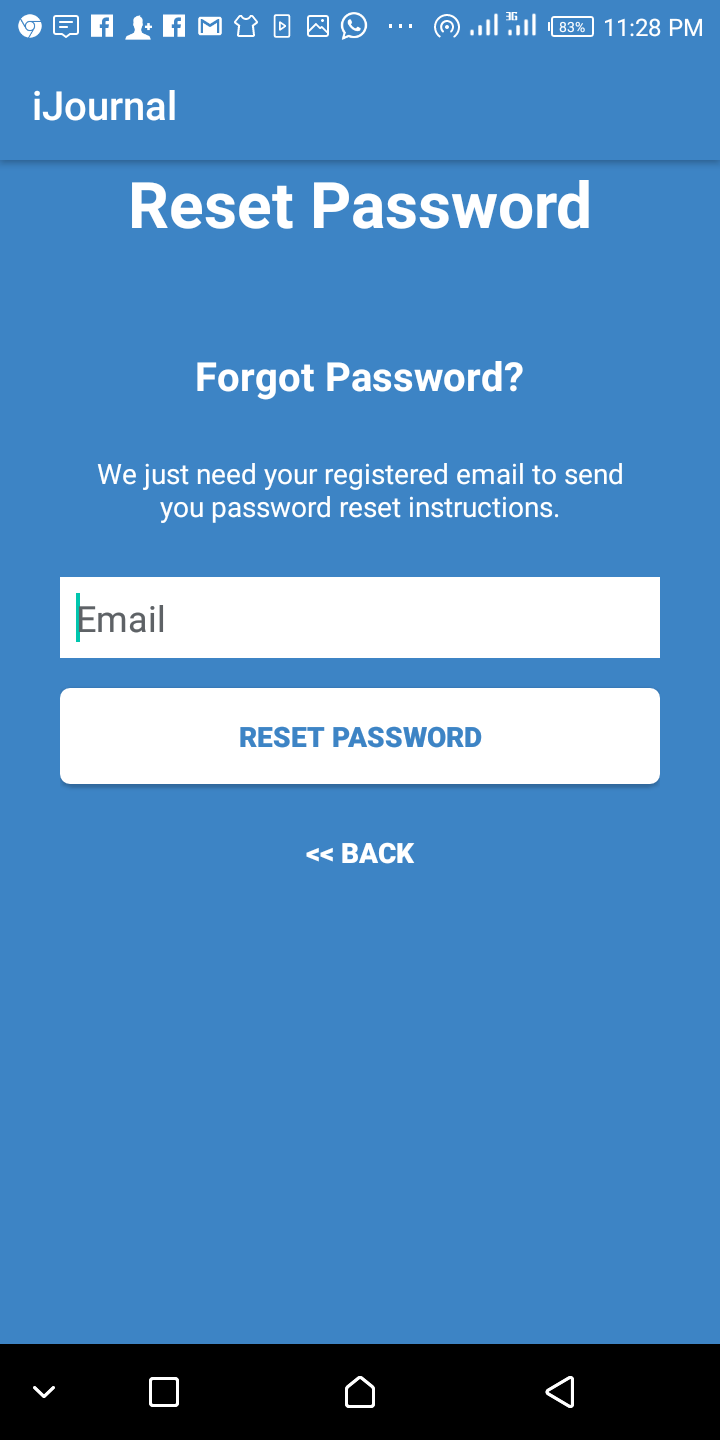 3G
83%
11:28 PM
iJournal
Reset Password
Forgot Password?
We just need your registered email to send
you password reset instructions.
Email
RESET PASSWORD
<< BACK